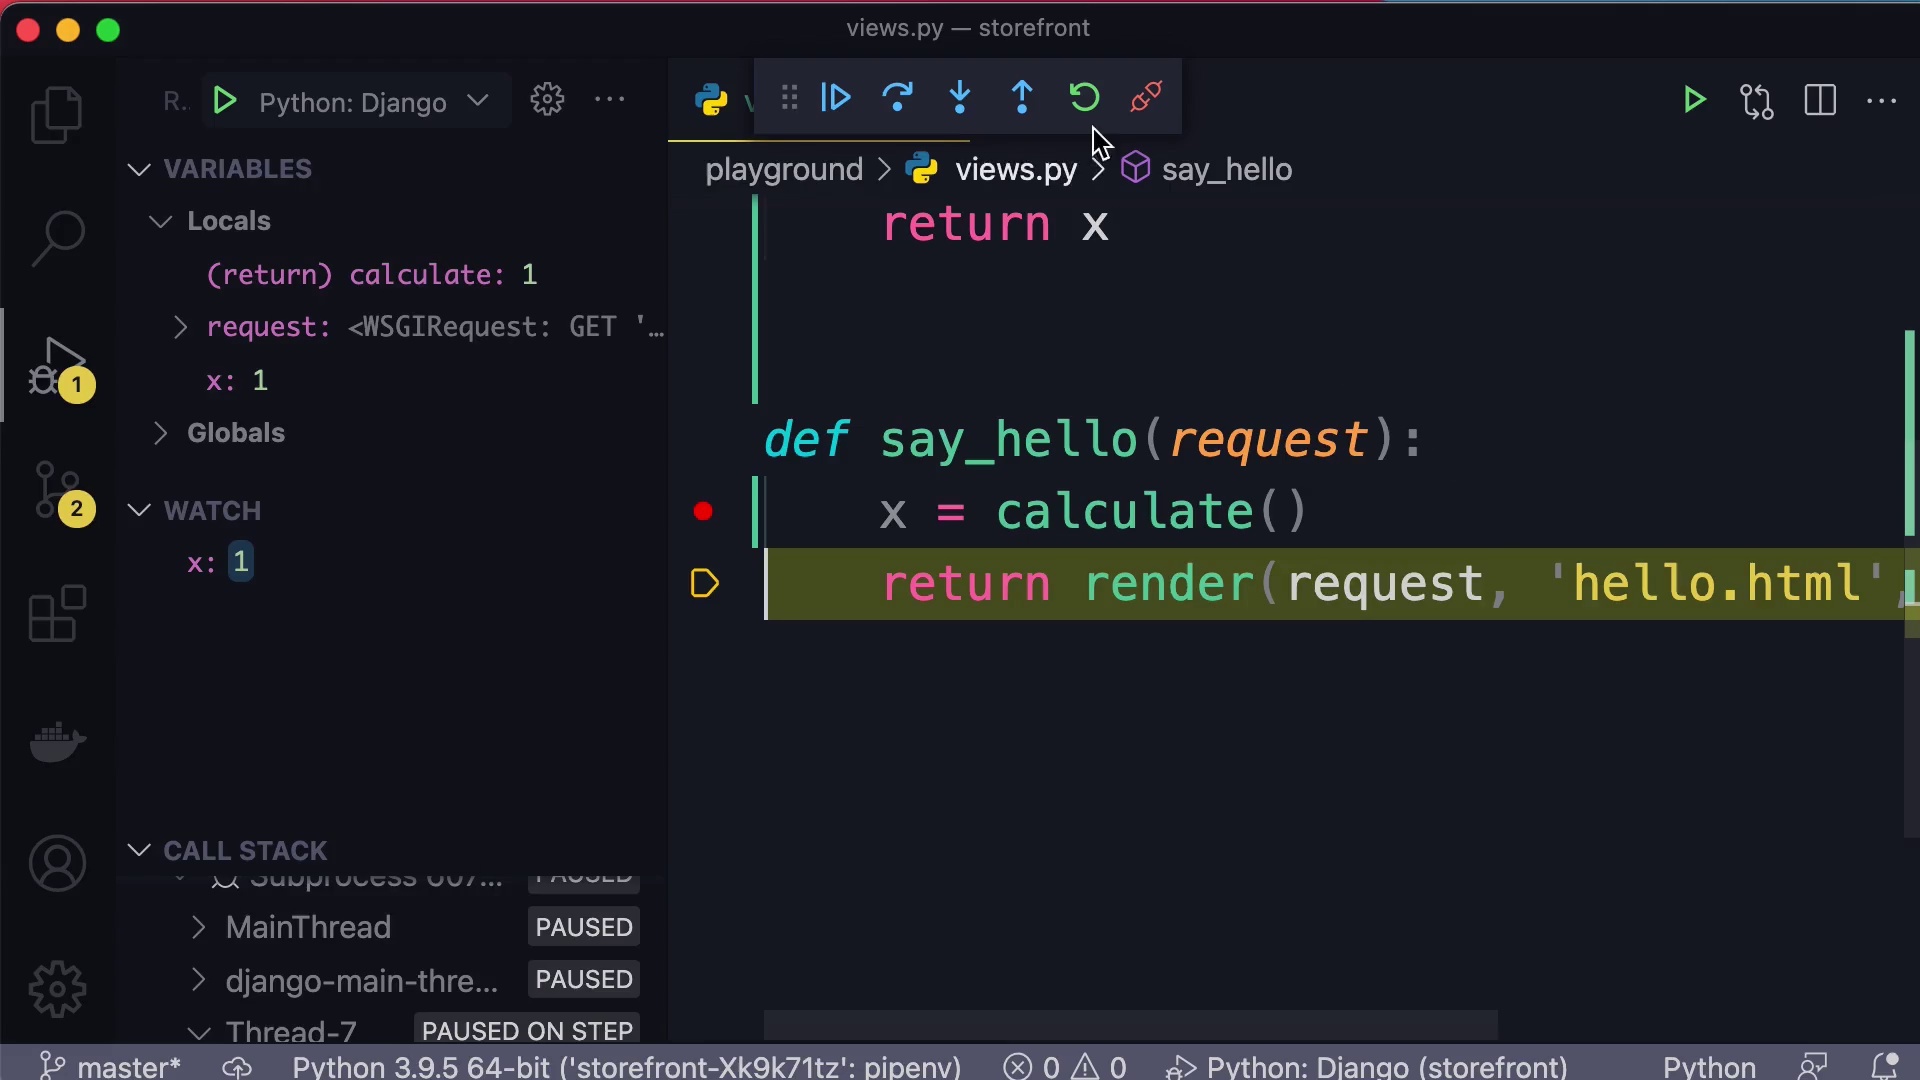 views.py — storefront
R.. Python: Django
playground > views.py > say_hello
VARIABLES
Locals
(return) calculate: 1
request: <WSGIRequest: GET '…
x: 1
Globals
WATCH
x: 1
CALL STACK
Subprocess 607... PAUSED
MainThread PAUSED
django-main-thre... PAUSED
Thread-7 PAUSED ON STEP
1
2
return x
def say_hello(request):
x = calculate()
return render(request, 'hello.html',
master* Python 3.9.5 64-bit ('storefront-Xk9k71tz': pipenv) 0 0 Python: Django (storefront) Python